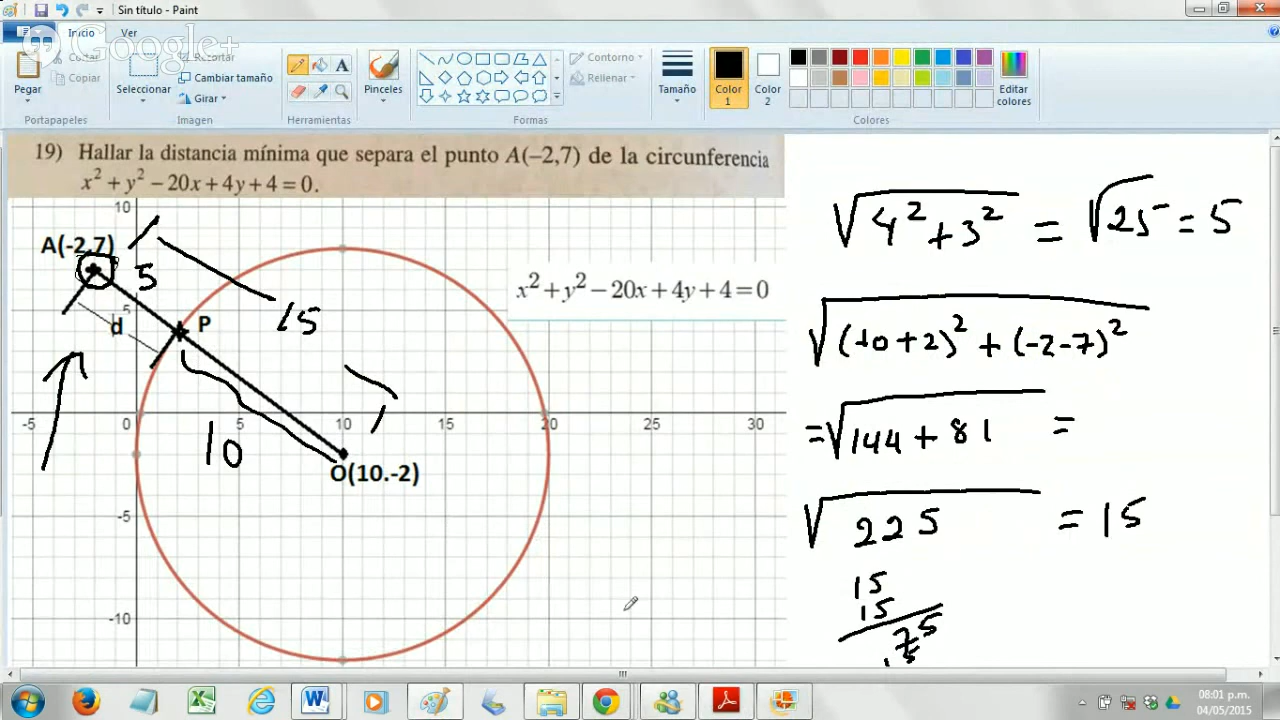 Sin título - Paint
Google+
Inicio
Ver
Pegar
Cortar
Copiar
Portapapeles
Seleccionar
Recortar
Cambiar tamaño
Girar
Imagen
Herramientas
Pinceles
Formas
Contorno
Rellenar
Tamaño
Color 1
Color 2
Editar colores
Colores
19) Hallar la distancia mínima que separa el punto A(−2,7) de la circunferencia
x² + y² − 20x + 4y + 4 = 0.
10
A(-2,7)
5
5
15
d
P
x² + y² − 20x + 4y + 4 = 0
-5
0
5
10
15
20
25
30
10
O(10.-2)
-5
-10
√4² + 3² = √25 = 5
√(10+2)² + (-2-7)²
= √144 + 81 =
√225 = 15
15
15
75
08:01 p.m.
04/05/2015